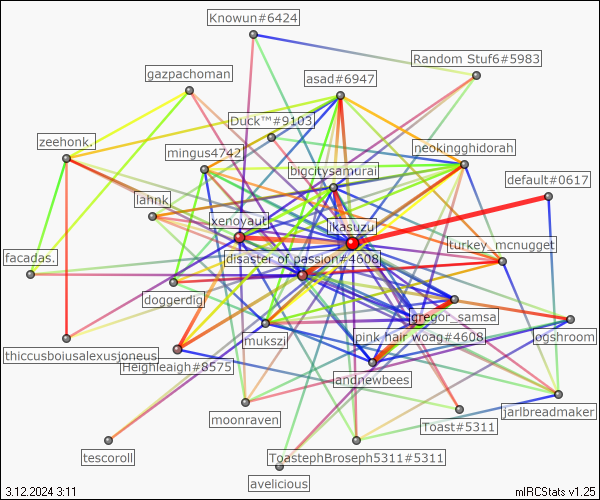 Knowun#6424
Random Stuf6#5983
gazpachoman
asad#6947
Duck™#9103
zeehonk.
mingus4742
neokingghidorah
bigcitysamurai
default#0617
lahnk
xenovaut
ikasuzu
turkey_mcnugget
facadas.
disaster of passion#4608
doggerdig
gregor_samsa
mukszi
pink hair woag#4608
ogshroom
thiccusboiusalexusjoneus
Heighleaigh#8575
andnewbees
moonraven
jarlbreadmaker
Toast#5311
tescoroll
ToastephBroseph5311#5311
avelicious
3.12.2024 3:11
mIRCStats v1.25